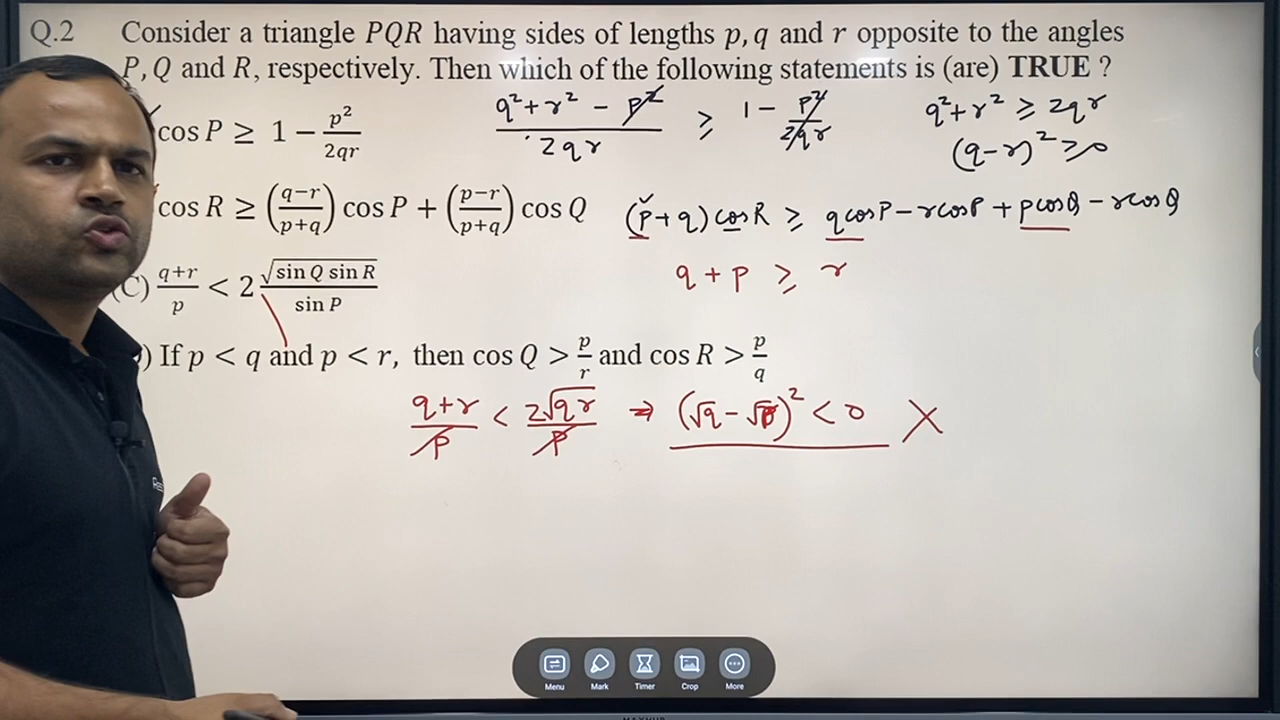 Q.2 Consider a triangle PQR having sides of lengths p, q and r opposite to the angles
P, Q and R, respectively. Then which of the following statements is (are) TRUE ?
cos P ≥ 1 − p²/2qr
(q² + r² − p²)/2qr ≥ 1 − p²/2qr
q² + r² ≥ 2qr
(q − r)² ≥ 0
cos R ≥ ((q−r)/(p+q)) cos P + ((p−r)/(p+q)) cos Q
(p + q) cos R ≥ q cos P − r cos P + p cos Q − r cos Q
q + p ≥ r
(C) (q+r)/p < 2 √(sin Q sin R)/sin P
) If p < q and p < r, then cos Q > p/r and cos R > p/q
(q + r)/p < 2√(qr)/p ⇒ (√q − √r)² < 0 ×
Menu Mark Timer Crop More
MAXHUB